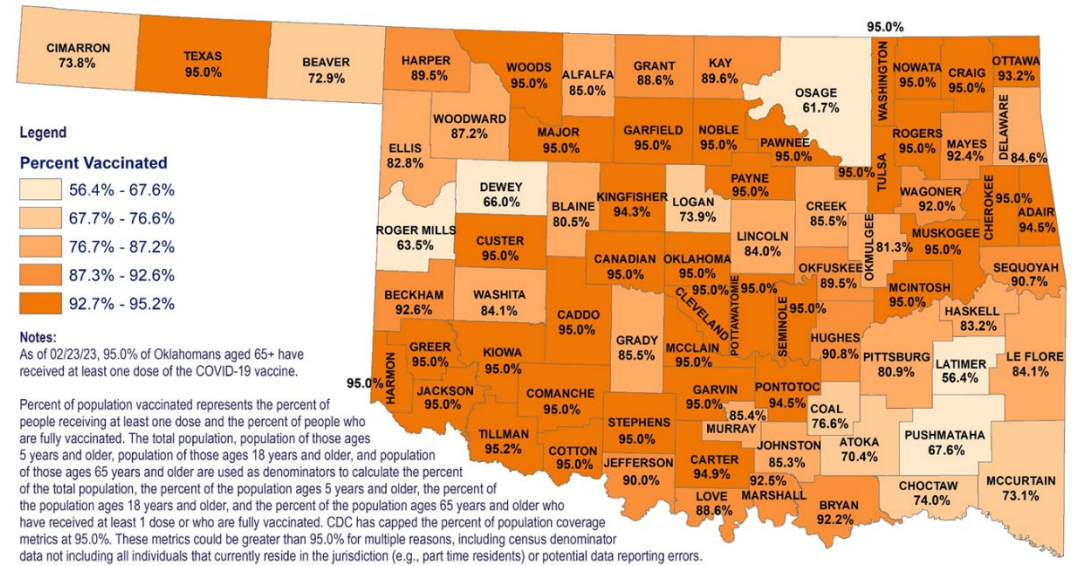 95.0%
CIMARRON
73.8%
TEXAS
95.0%
BEAVER
72.9%
HARPER
89.5%
WOODS
95.0%
ALFALFA
85.0%
GRANT
88.6%
KAY
89.6%
OSAGE
61.7%
WASHINGTON
NOWATA
95.0%
CRAIG
95.0%
OTTAWA
93.2%
WOODWARD
87.2%
ELLIS
82.8%
MAJOR
95.0%
GARFIELD
95.0%
NOBLE
95.0%
PAWNEE
95.0%
95.0%
TULSA
ROGERS
95.0%
MAYES
92.4%
DELAWARE
84.6%
Legend
Percent Vaccinated
56.4% - 67.6%
67.7% - 76.6%
76.7% - 87.2%
87.3% - 92.6%
92.7% - 95.2%
DEWEY
66.0%
BLAINE
80.5%
KINGFISHER
94.3%
LOGAN
73.9%
PAYNE
95.0%
CREEK
85.5%
WAGONER
92.0%
CHEROKEE
95.0%
ADAIR
94.5%
ROGER MILLS
63.5%
CUSTER
95.0%
CANADIAN
95.0%
OKLAHOMA
95.0%
LINCOLN
84.0%
OKMULGEE
81.3%
MUSKOGEE
95.0%
OKFUSKEE
89.5%
MCINTOSH
95.0%
SEQUOYAH
90.7%
BECKHAM
92.6%
WASHITA
84.1%
CADDO
95.0%
GRADY
85.5%
95.0%
CLEVELAND
POTTAWATOMIE
95.0%
SEMINOLE
95.0%
HUGHES
90.8%
PITTSBURG
80.9%
HASKELL
83.2%
LATIMER
56.4%
LE FLORE
84.1%
95.0%
HARMON
GREER
95.0%
KIOWA
95.0%
JACKSON
95.0%
COMANCHE
95.0%
MCCLAIN
95.0%
GARVIN
95.0%
PONTOTOC
94.5%
COAL
76.6%
TILLMAN
95.2%
COTTON
95.0%
STEPHENS
95.0%
JEFFERSON
90.0%
85.4%
MURRAY
CARTER
94.9%
JOHNSTON
85.3%
ATOKA
70.4%
PUSHMATAHA
67.6%
LOVE
88.6%
92.5%
MARSHALL
BRYAN
92.2%
CHOCTAW
74.0%
MCCURTAIN
73.1%
Notes:
As of 02/23/23, 95.0% of Oklahomans aged 65+ have
received at least one dose of the COVID-19 vaccine.
Percent of population vaccinated represents the percent of
people receiving at least one dose and the percent of people who
are fully vaccinated. The total population, population of those ages
5 years and older, population of those ages 18 years and older, and population
of those ages 65 years and older are used as denominators to calculate the percent
of the total population, the percent of the population ages 5 years and older, the percent of
the population ages 18 years and older, and the percent of the population ages 65 years and older who
have received at least 1 dose or who are fully vaccinated. CDC has capped the percent of population coverage
metrics at 95.0%. These metrics could be greater than 95.0% for multiple reasons, including census denominator
data not including all individuals that currently reside in the jurisdiction (e.g., part time residents) or potential data reporting errors.